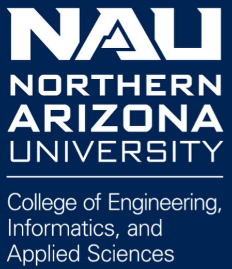 NAU
NORTHERN
ARIZONA
UNIVERSITY
College of Engineering,
Informatics, and
Applied Sciences